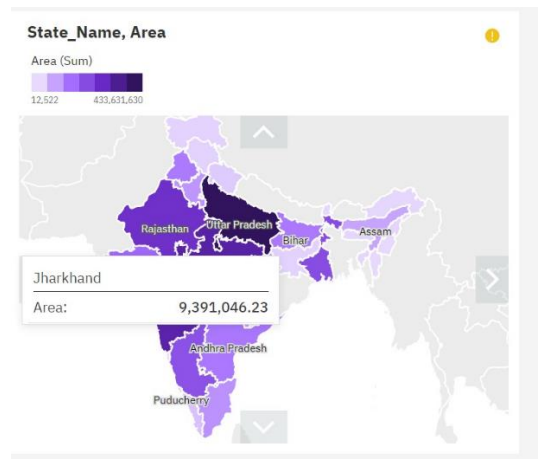 State_Name, Area
Area (Sum)
12,522 433,631,630
Uttar Pradesh
Rajasthan
Assam
Bihar
Jharkhand
Area: 9,391,046.23
Andhra Pradesh
Puducherry